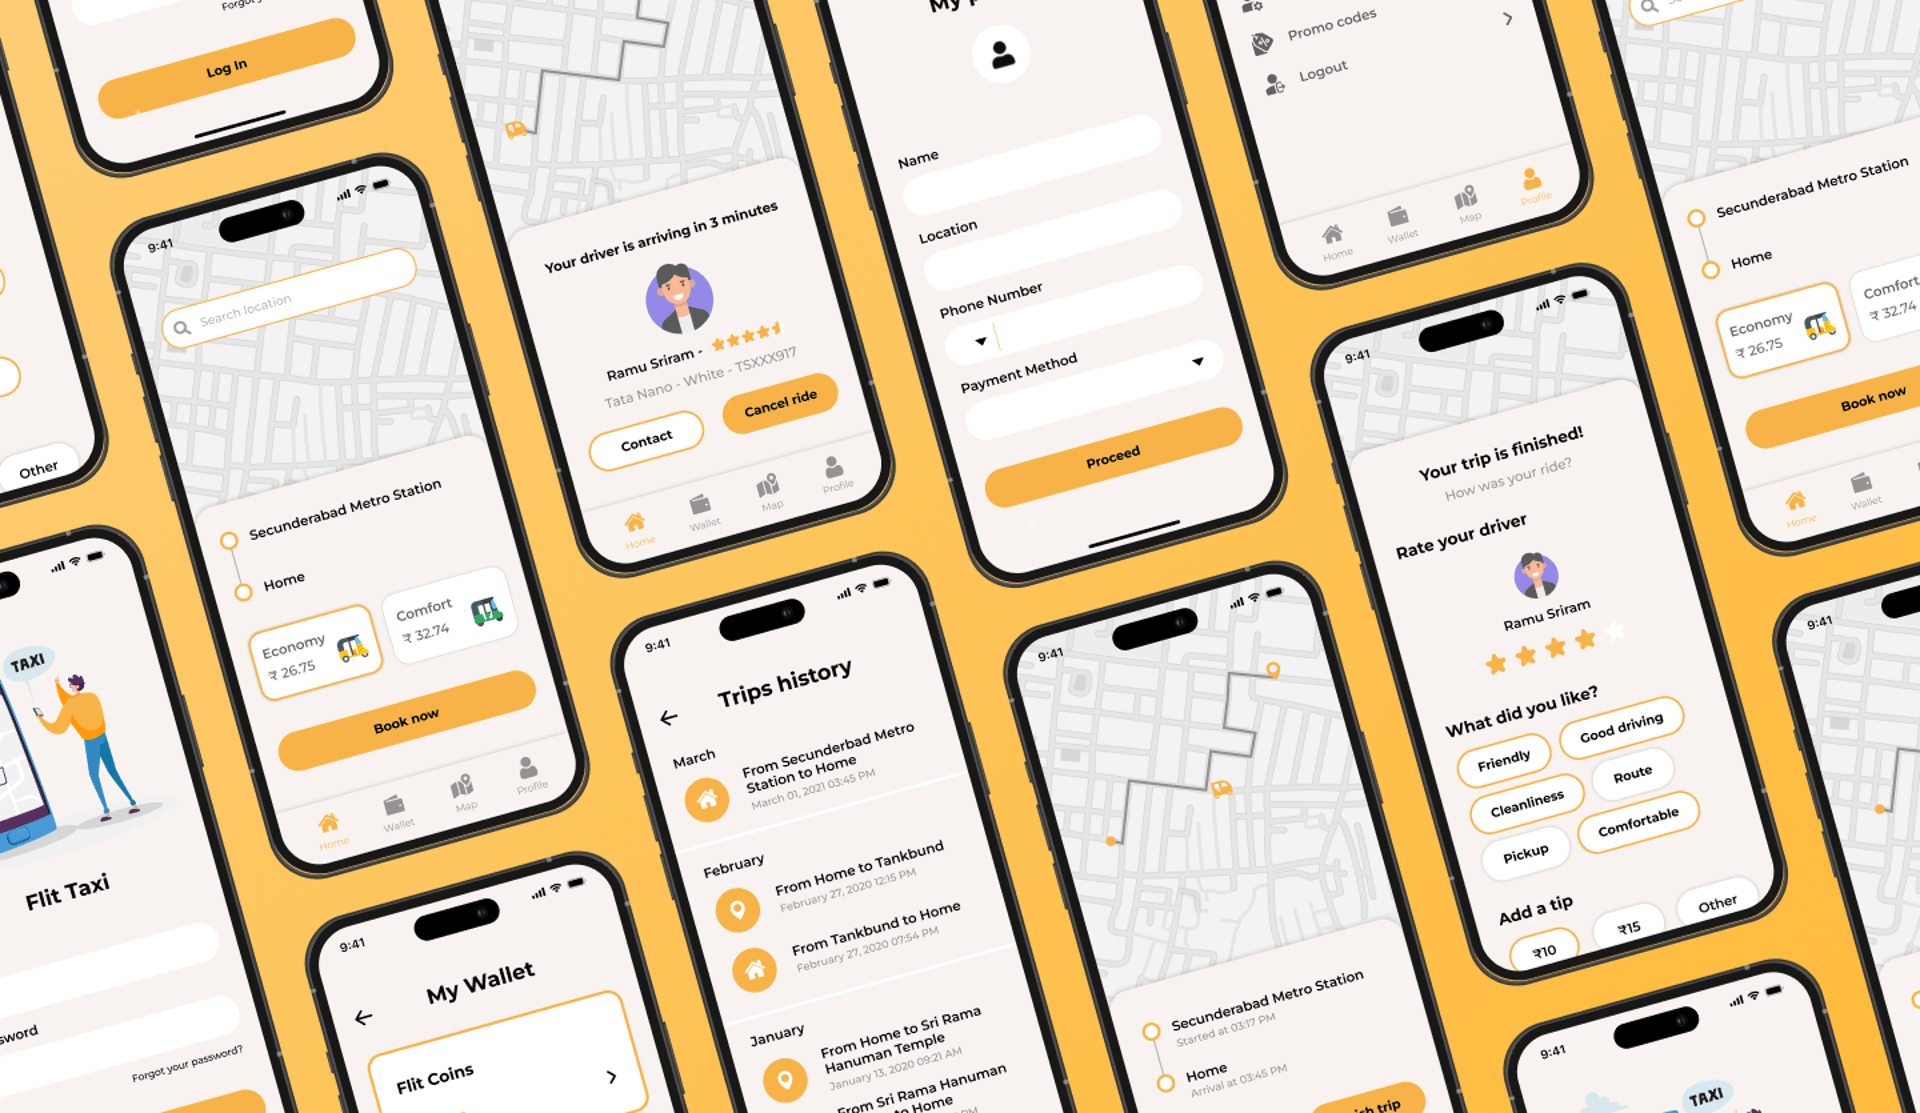 Log In
9:41
Search location
Secunderabad Metro Station
Home
Economy
₹ 26.75
Comfort
₹ 32.74
Book now
Home
Wallet
Map
Profile
Other
TAXI
Flit Taxi
Forgot your password?
Your driver is arriving in 3 minutes
Ramu Sriram -
Tata Nano - White - TSXXX917
Contact
Cancel ride
Home
Wallet
Map
Profile
9:41
My Wallet
Flit Coins
9:41
Trips history
March
From Secunderbad Metro
Station to Home
March 01, 2021 03:45 PM
February
From Home to Tankbund
February 27, 2020 12:15 PM
From Tankbund to Home
February 27, 2020 07:54 PM
January
From Home to Sri Rama
Hanuman Temple
January 13, 2020 09:21 AM
From Sri Rama Hanuman
to Home
PM
My
Name
Location
Phone Number
Payment Method
Proceed
9:41
Secunderabad Metro Station
Started at 03:17 PM
Home
Arrival at 03:45 PM
trip
Promo codes
Logout
Home
Wallet
Map
Profile
9:41
Your trip is finished!
How was your ride?
Rate your driver
Ramu Sriram
What did you like?
Friendly
Good driving
Cleanliness
Route
Pickup
Comfortable
Add a tip
₹10
₹15
Other
Secunderabad Metro Station
Home
Economy
₹ 26.75
Comfort
₹ 32.74
Book now
Home
Wallet
9:41
9:41
TAXI